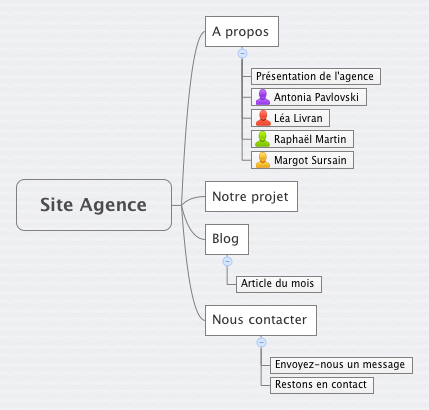 A propos
Présentation de l'agence
Antonia Pavlovski
Léa Livran
Raphaël Martin
Margot Sursain
Site Agence
Notre projet
Blog
Article du mois
Nous contacter
Envoyez-nous un message
Restons en contact